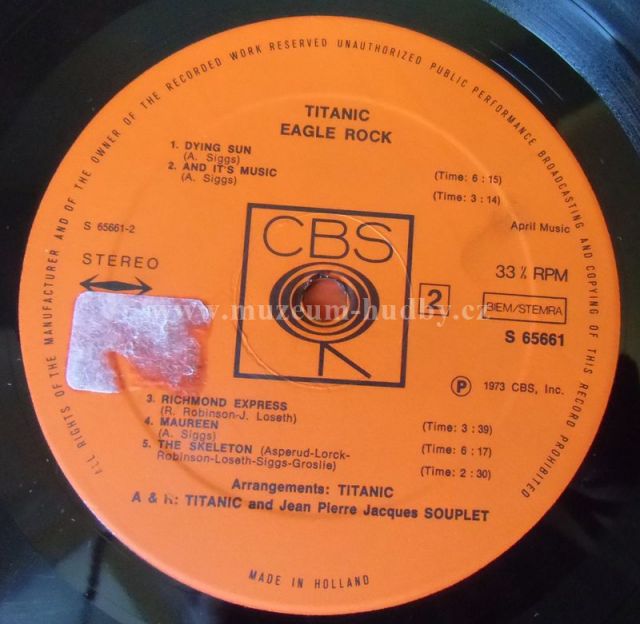 ALL RIGHTS OF THE MANUFACTURER AND OF THE OWNER OF THE RECORDED WORK RESERVED UNAUTHORIZED PUBLIC PERFORMANCE BROADCASTING AND COPYING OF THIS RECORD PROHIBITED
TITANIC
EAGLE ROCK
1. DYING SUN
(A. Siggs) (Time: 6 : 15)
2. AND IT'S MUSIC
(A. Siggs) (Time: 3 : 14)
S 65661-2
April Music
STEREO
CBS
33 ⅓ RPM
2
BIEM/STEMRA
S 65661
www.muzeum-hudby.cz
℗ 1973 CBS, Inc.
3. RICHMOND EXPRESS
(R. Robinson-J. Loseth) (Time: 3 : 39)
4. MAUREEN
(A. Siggs) (Time: 6 : 17)
5. THE SKELETON (Asperud-Lorck-
Robinson-Loseth-Siggs-Groslie) (Time: 2 : 30)
Arrangements: TITANIC
A & R: TITANIC and Jean Pierre Jacques SOUPLET
MADE IN HOLLAND